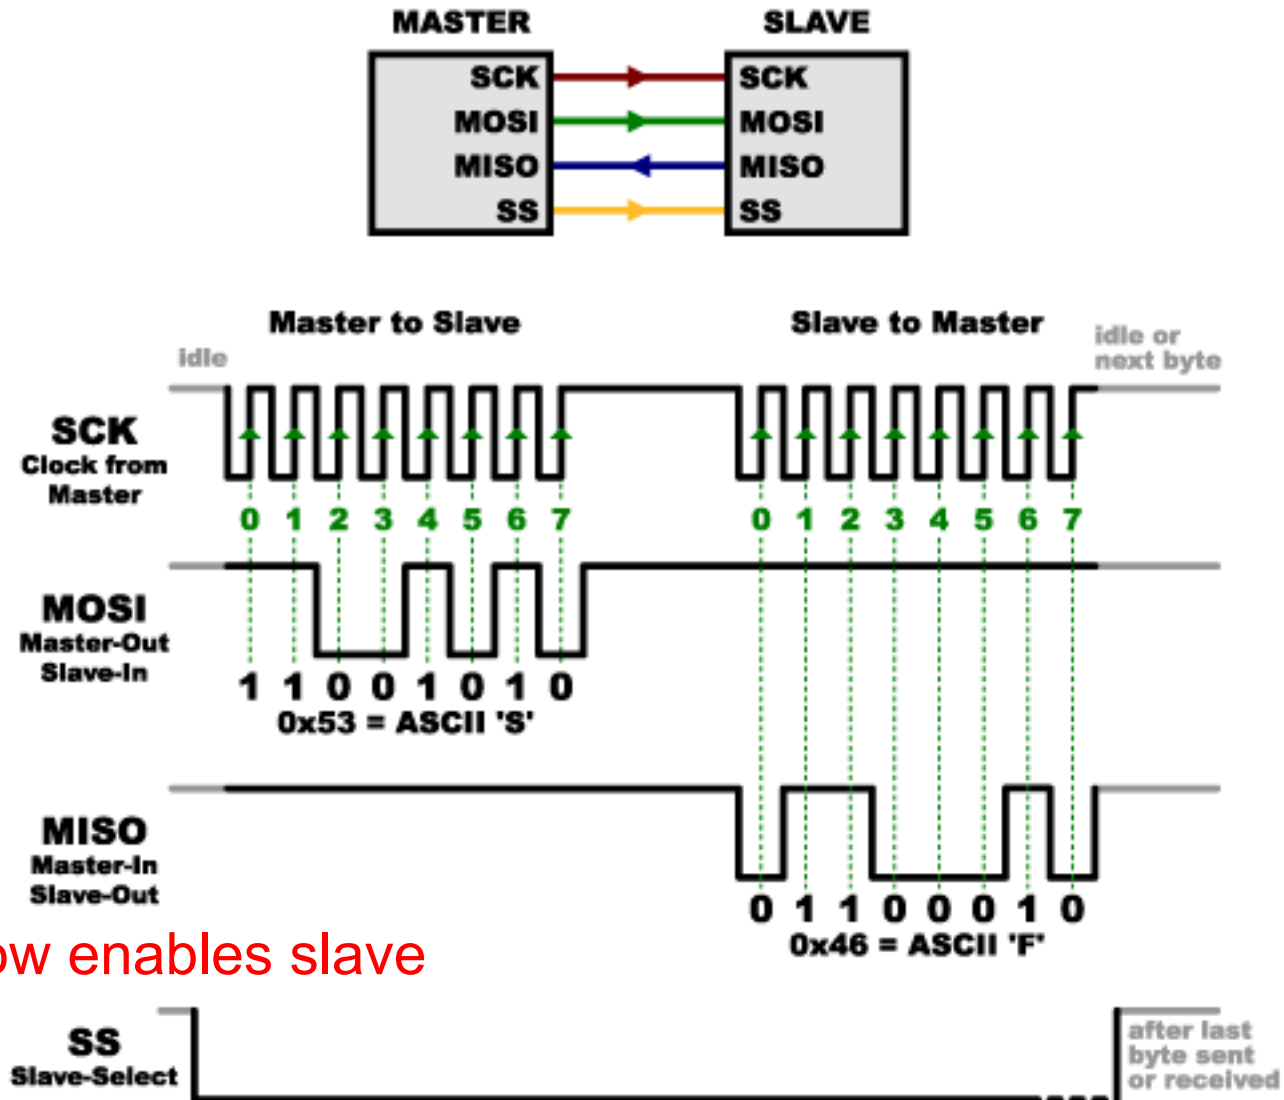 MASTER SLAVE
SCK SCK
MOSI MOSI
MISO MISO
SS SS
Master to Slave Slave to Master
idle
idle or
next byte
SCK
Clock from
Master
0 1 2 3 4 5 6 7 0 1 2 3 4 5 6 7
MOSI
Master-Out
Slave-In
1 1 0 0 1 0 1 0
0x53 = ASCII 'S'
MISO
Master-In
Slave-Out
0 1 1 0 0 0 1 0
0x46 = ASCII 'F'
enables slave
SS
Slave-Select
after last
byte sent
or received